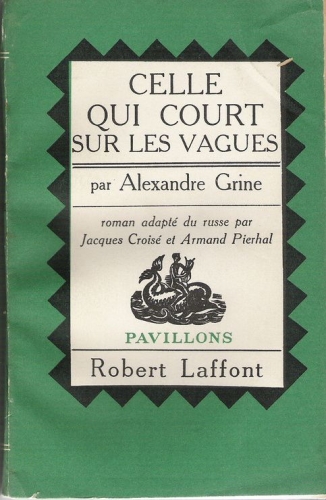 CELLE
QUI COURT
SUR LES VAGUES
par Alexandre Grine
roman adapté du russe par
Jacques Croisé et Armand Pierhal
PAVILLONS
Robert Laffont